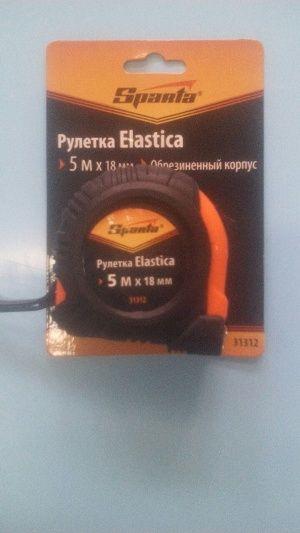 Sparta®
Рулетка Elastica
5 М х 18 мм Обрезиненный корпус
Sparta
Рулетка Elastica
5 М х 18 мм
31312
31312